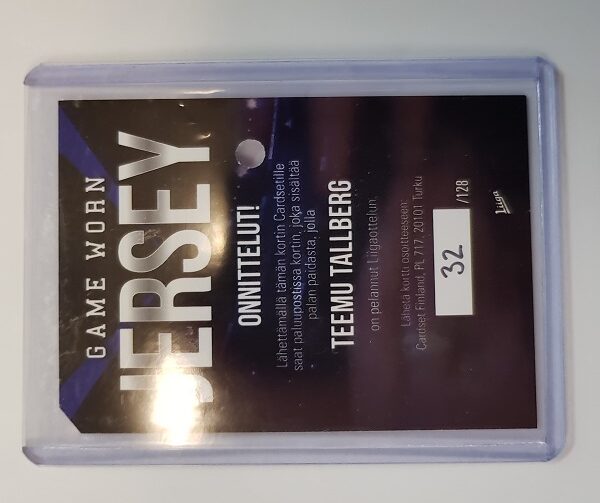 GAME WORN
JERSEY
ONNITTELUT!
Lähettämällä tämän kortin Cardsetille
saat paluupostissa kortin, joka sisältää
palan paidasta, jolla
TEEMU TALLBERG
on pelannut Liigaottelun.
Lähetä kortti osoitteeseen:
Cardset Finland, PL 717, 20101 Turku
32 /128
Liiga